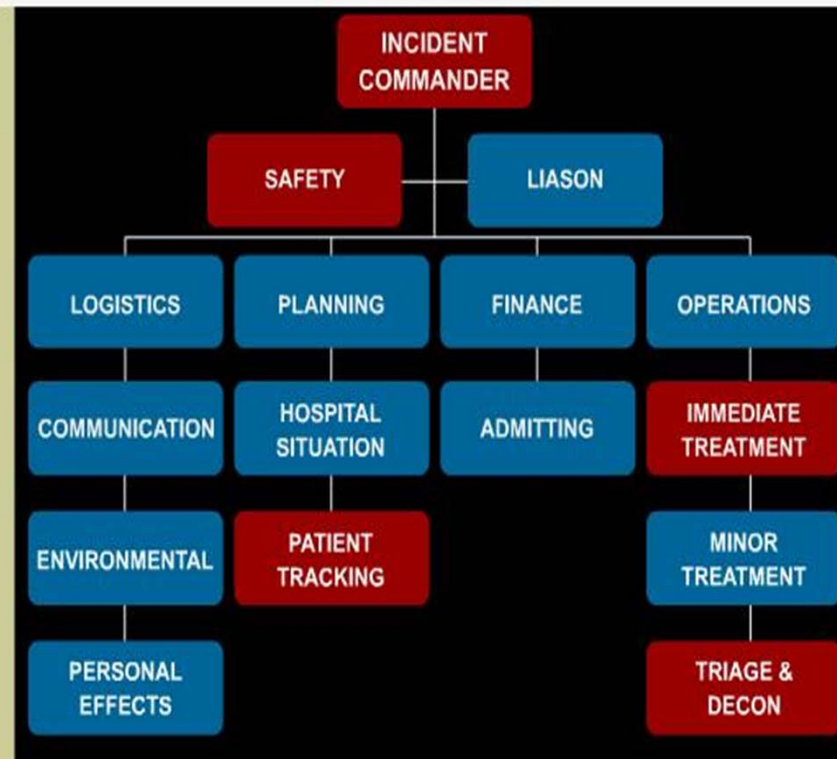 INCIDENT
COMMANDER
SAFETY
LIASON
LOGISTICS
PLANNING
FINANCE
OPERATIONS
COMMUNICATION
HOSPITAL
SITUATION
ADMITTING
IMMEDIATE
TREATMENT
ENVIRONMENTAL
PATIENT
TRACKING
MINOR
TREATMENT
PERSONAL
EFFECTS
TRIAGE &
DECON